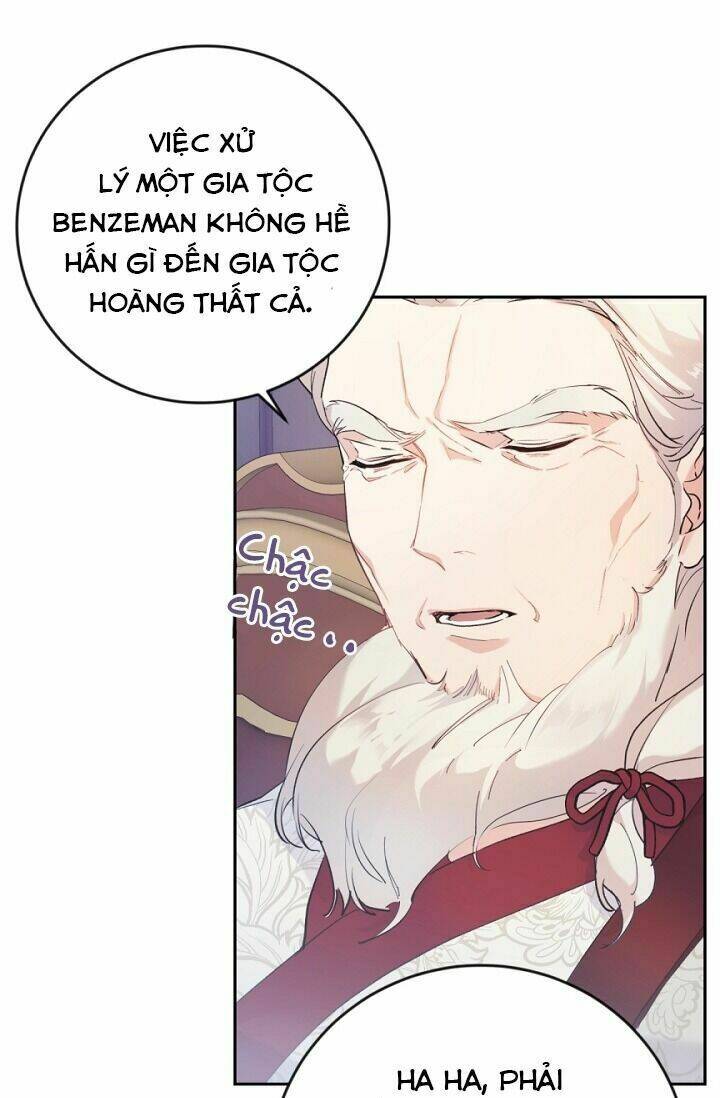 VIỆC XỬ
LÝ MỘT GIA TỘC
BENZEMAN KHÔNG HỀ
HẤN GÌ ĐẾN GIA TỘC
HOÀNG THẤT CẢ.
Chậc
chậc..
HA HA, PHẢI